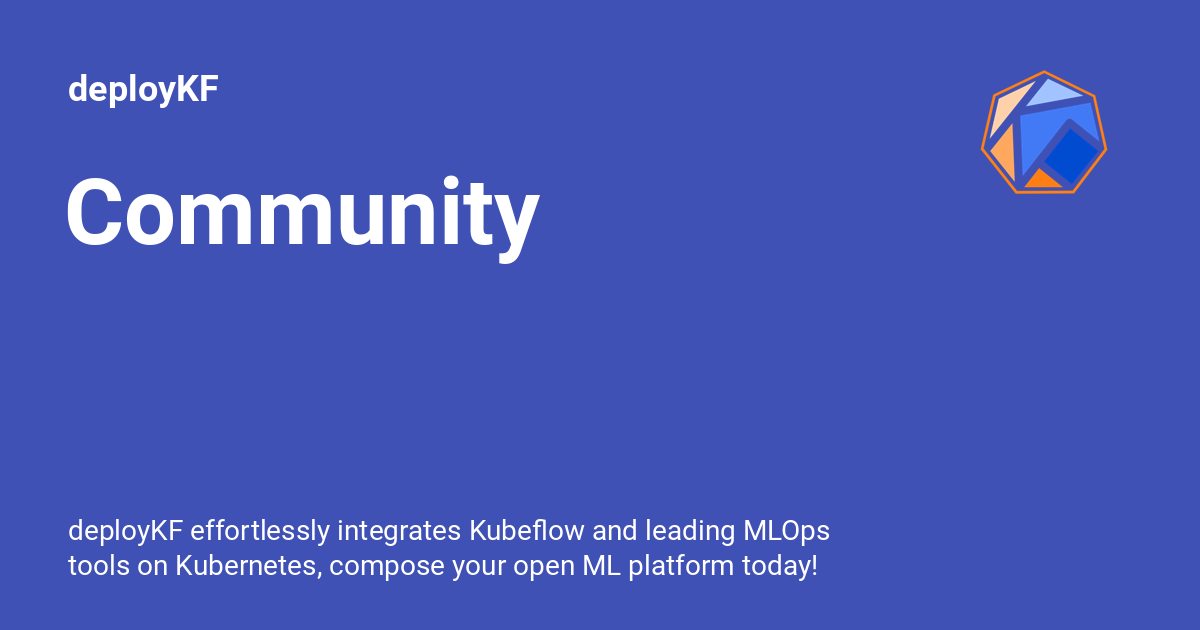 deployKF
Community
deployKF effortlessly integrates Kubeflow and leading MLOps
tools on Kubernetes, compose your open ML platform today!